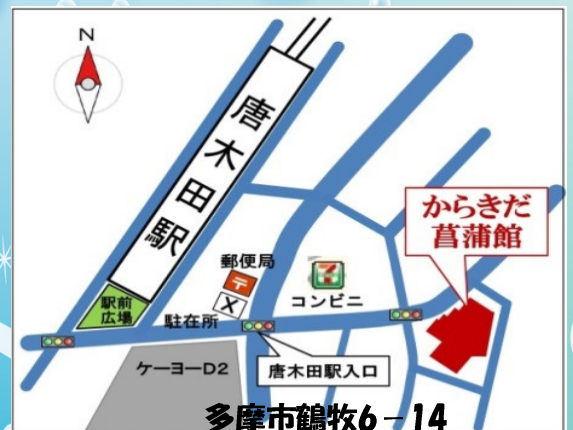 N
唐木田駅
からきだ
菖蒲館
郵便局
〒
X
7
コンビニ
駅前
広場
駐在所
ケーヨーD2
唐木田駅入口
多摩市鶴牧6-14